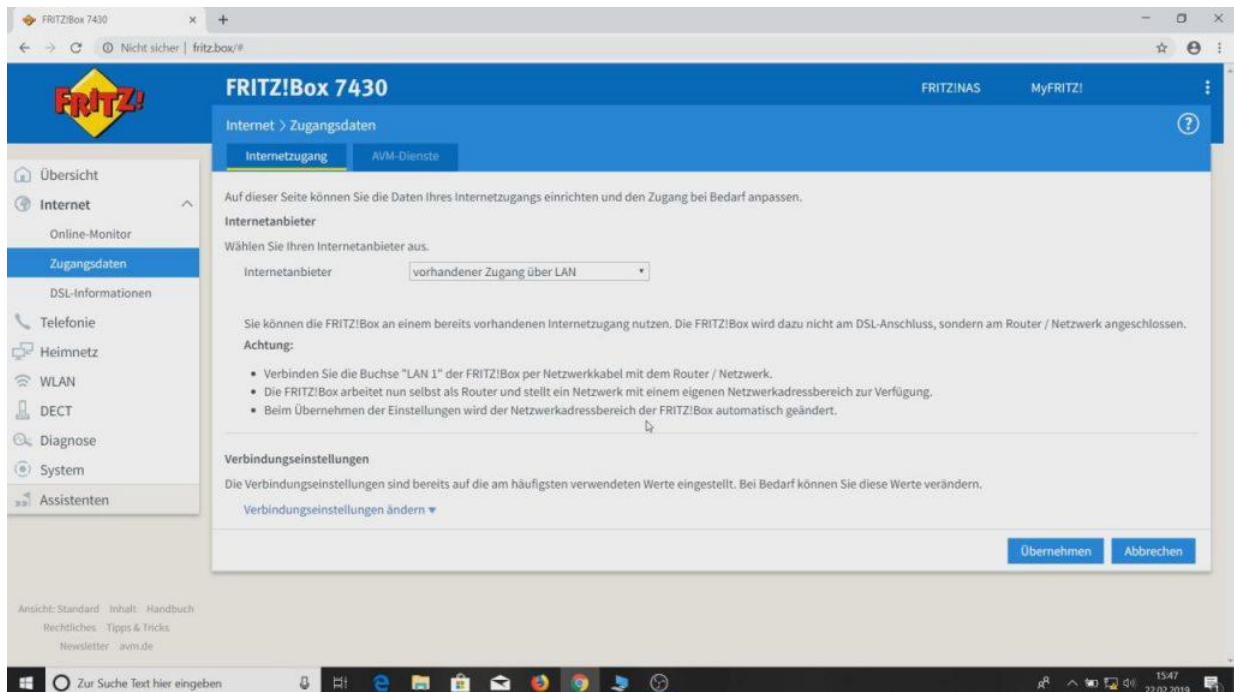 FRITZ!Box 7430
Nicht sicher | fritz.box/#
FRITZ!
FRITZ!Box 7430
FRITZ!NAS
MyFRITZ!
Internet > Zugangsdaten
Internetzugang
AVM-Dienste
Übersicht
Internet
Online-Monitor
Zugangsdaten
DSL-Informationen
Telefonie
Heimnetz
WLAN
DECT
Diagnose
System
Assistenten
Ansicht: Standard Inhalt Handbuch
Rechtliches Tipps & Tricks
Newsletter avm.de
Auf dieser Seite können Sie die Daten Ihres Internetzugangs einrichten und den Zugang bei Bedarf anpassen.
Internetanbieter
Wählen Sie Ihren Internetanbieter aus.
Internetanbieter vorhandener Zugang über LAN
Sie können die FRITZ!Box an einem bereits vorhandenen Internetzugang nutzen. Die FRITZ!Box wird dazu nicht am DSL-Anschluss, sondern am Router / Netzwerk angeschlossen.
Achtung:
• Verbinden Sie die Buchse "LAN 1" der FRITZ!Box per Netzwerkkabel mit dem Router / Netzwerk.
• Die FRITZ!Box arbeitet nun selbst als Router und stellt ein Netzwerk mit einem eigenen Netzwerkadressbereich zur Verfügung.
• Beim Übernehmen der Einstellungen wird der Netzwerkadressbereich der FRITZ!Box automatisch geändert.
Verbindungseinstellungen
Die Verbindungseinstellungen sind bereits auf die am häufigsten verwendeten Werte eingestellt. Bei Bedarf können Sie diese Werte verändern.
Verbindungseinstellungen ändern
Übernehmen
Abbrechen
Zur Suche Text hier eingeben
15:47
22.02.2019